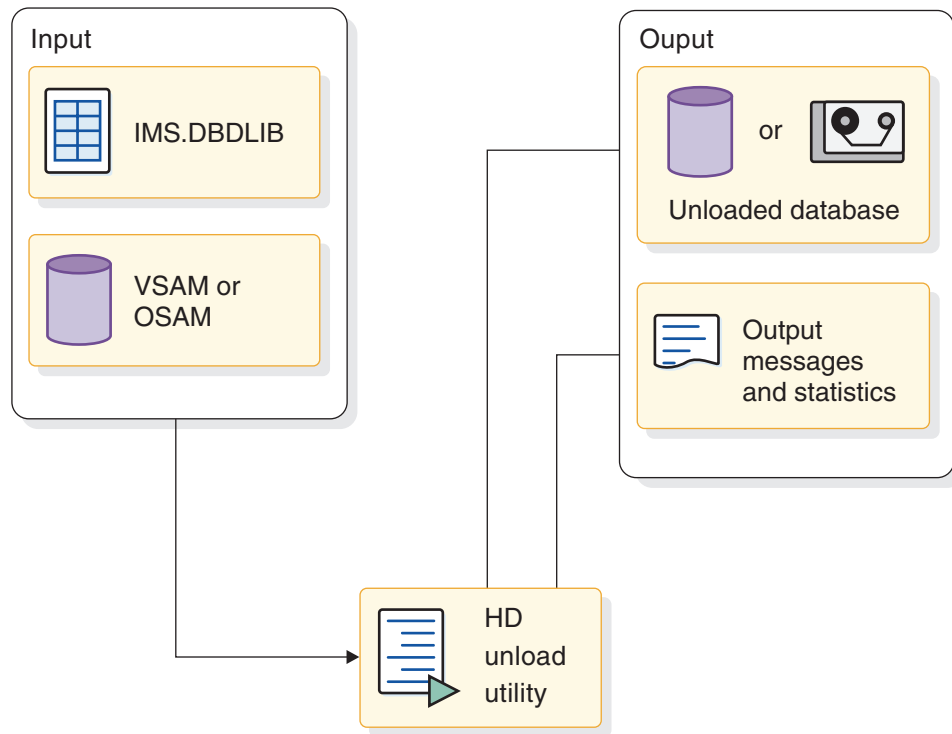 Input
IMS.DBDLIB
VSAM or
OSAM
Ouput
or
Unloaded database
Output
messages
and statistics
HD
unload
utility